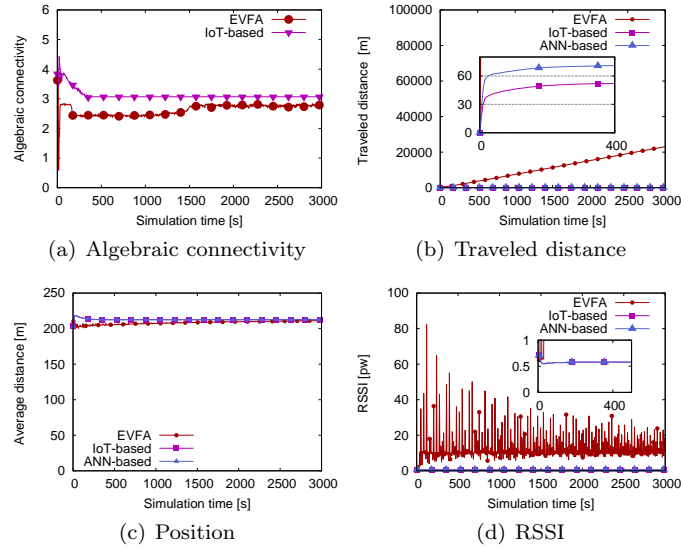 6
5
4
3
2
1
0
0 500 1000 1500 2000 2500 3000
Algebraic connectivity
Simulation time [s]
EVFA
IoT-based
(a) Algebraic connectivity
100000
80000
60000
40000
20000
0
0 500 1000 1500 2000 2500 3000
Traveled distance
[m]
Simulation time [s]
EVFA
IoT-based
ANN-based
60
30
0 400
(b) Traveled distance
250
200
150
100
50
0
0 500 1000 1500 2000 2500 3000
Average distance [m]
Simulation time [s]
EVFA
IoT-based
ANN-based
(c) Position
100
80
60
40
20
0
0 500 1000 1500 2000 2500 3000
RSSI [pw]
Simulation time [s]
EVFA
IoT-based
ANN-based
1
0.5
0
0 400
(d) RSSI